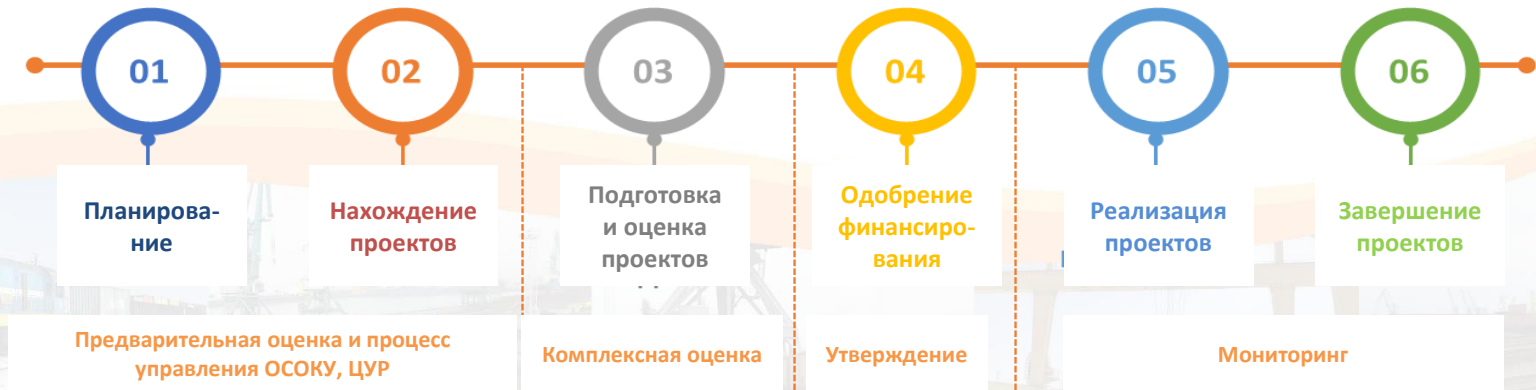 01 02 03 04 05 06
Планирова-
ние
Нахождение
проектов
Подготовка
и оценка
проектов
Одобрение
финансиро-
вания
Реализация
проектов
Завершение
проектов
Предварительная оценка и процесс
управления ОСОКУ, ЦУР
Комплексная оценка
Утверждение
Мониторинг